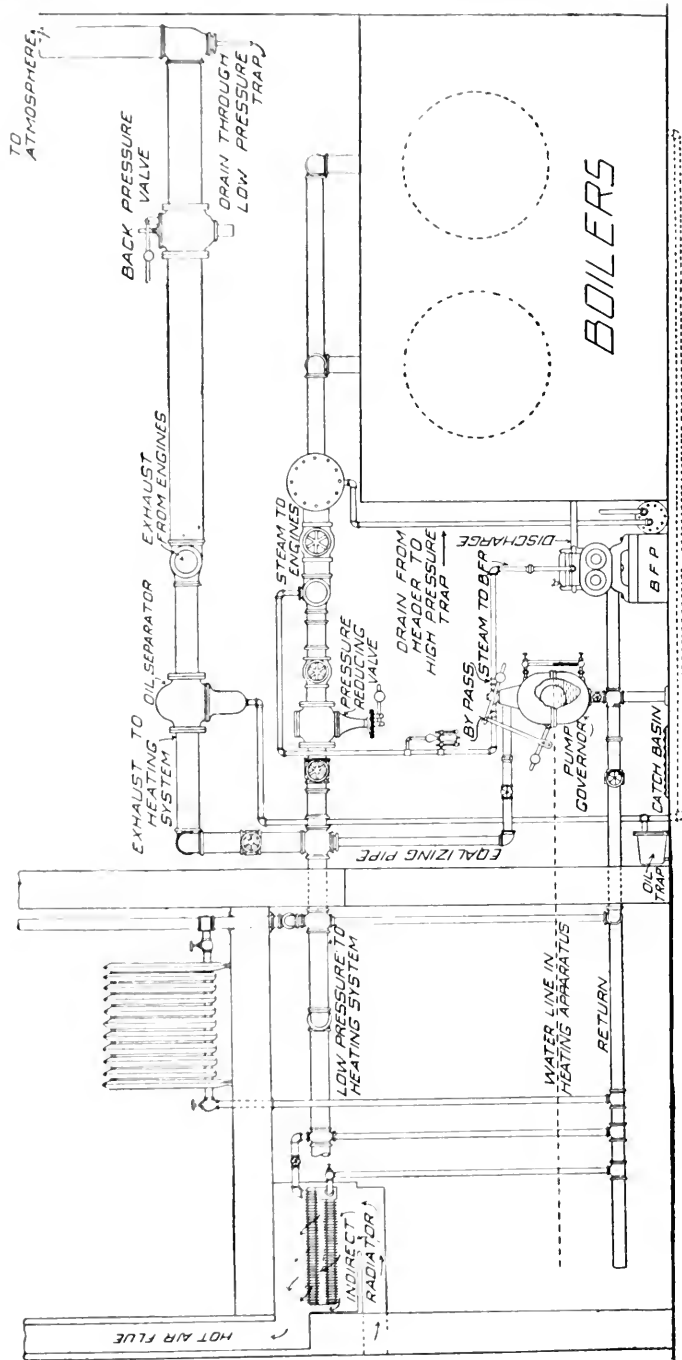 TO
ATMOSPHERE
BACK PRESSURE
VALVE
DRAIN THROUGH
LOW PRESSURE
TRAP
EXHAUST
FROM ENGINES
OIL SEPARATOR
EXHAUST TO
HEATING
SYSTEM
STEAM TO
ENGINES
PRESSURE
REDUCING
VALVE
DRAIN FROM
HEADER TO
HIGH PRESSURE
TRAP
DISCHARGE
BOILERS
BY PASS
STEAM TO BFP
B F P
PUMP
GOVERNOR
CATCH BASIN
OIL
TRAP
EQALIZING PIPE
LOW PRESSURE TO
HEATING SYSTEM
WATER LINE IN
HEATING APPARATUS
RETURN
INDIRECT
RADIATOR
HOT AIR FLUE